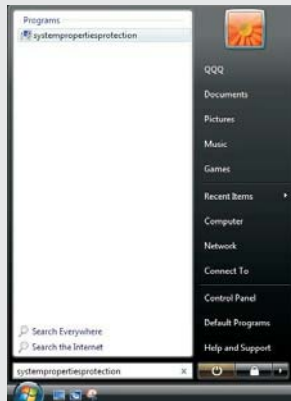 Programs
systempropertiesprotection
Search Everywhere
Search the Internet
systempropertiesprotection
QQQ
Documents
Pictures
Music
Games
Recent Items
Computer
Network
Connect To
Control Panel
Default Programs
Help and Support